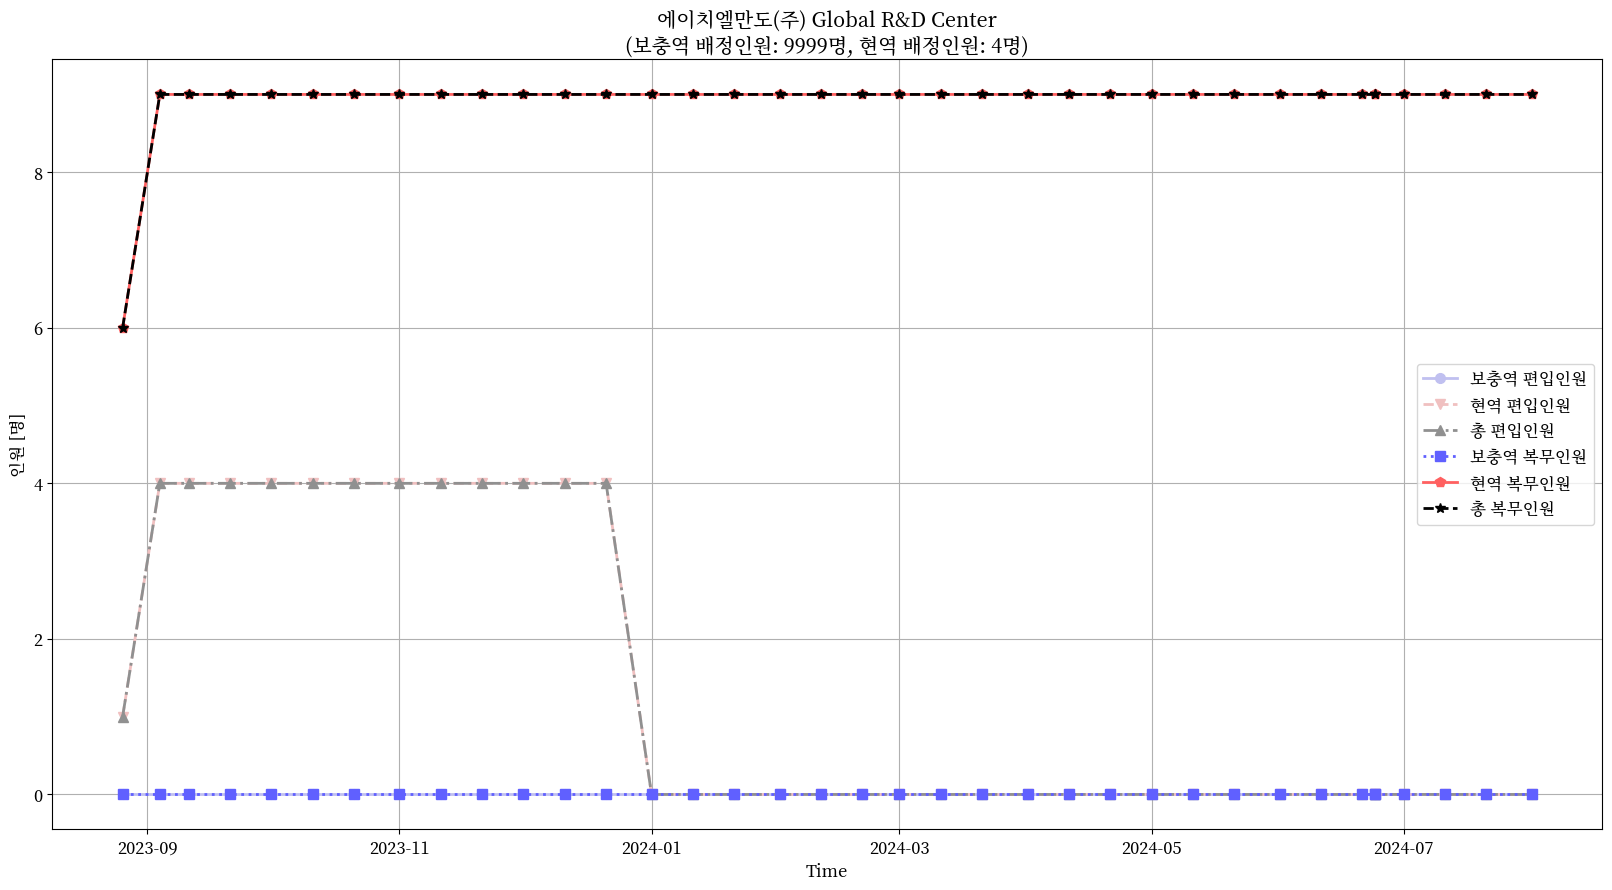 에이치엘만도(주) Global R&D Center
(보충역 배정인원: 9999명, 현역 배정인원: 4명)
8
6
4
2
0
인원 [명]
보충역 편입인원
현역 편입인원
총 편입인원
보충역 복무인원
현역 복무인원
총 복무인원
2023-09
2023-11
2024-01
2024-03
2024-05
2024-07
Time